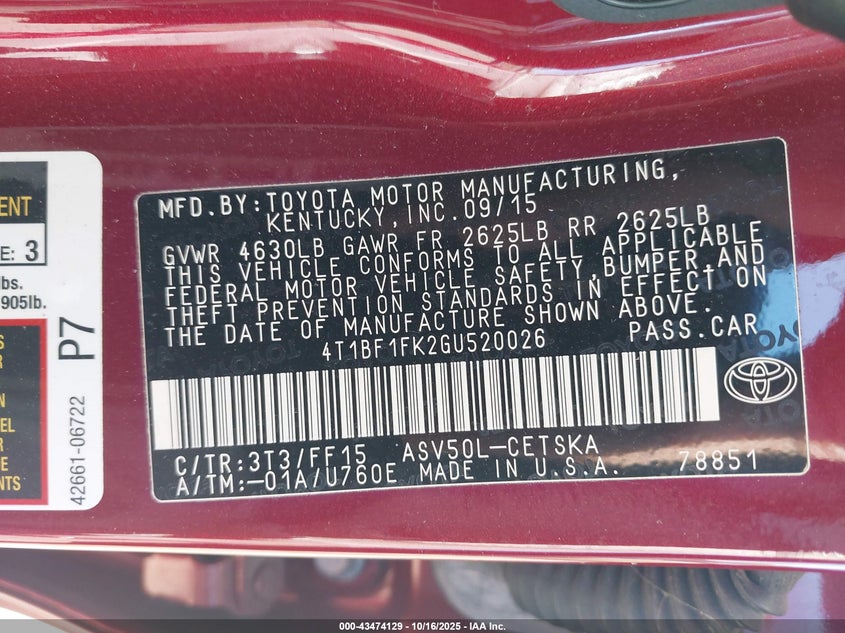 MFD.BY:TOYOTA MOTOR MANUFACTURING,
KENTUCKY,INC.09/15
GVWR 4630LB GAWR FR 2625LB RR 2625LB
THIS VEHICLE CONFORMS TO ALL APPLICABLE
FEDERAL MOTOR VEHICLE SAFETY,BUMPER AND
THEFT PREVENTION STANDARDS IN EFFECT ON
THE DATE OF MANUFACTURE SHOWN ABOVE.
4T1BF1FK2GU520026 PASS.CAR
C/TR:3T3/FF15 ASV50L-CETSKA
A/TM:-01A/U760E MADE IN U.S.A. 78851
E: 3
lbs.
905lb.
P7
42661-06722
000-43474129 - 10/16/2025 - IAA Inc.